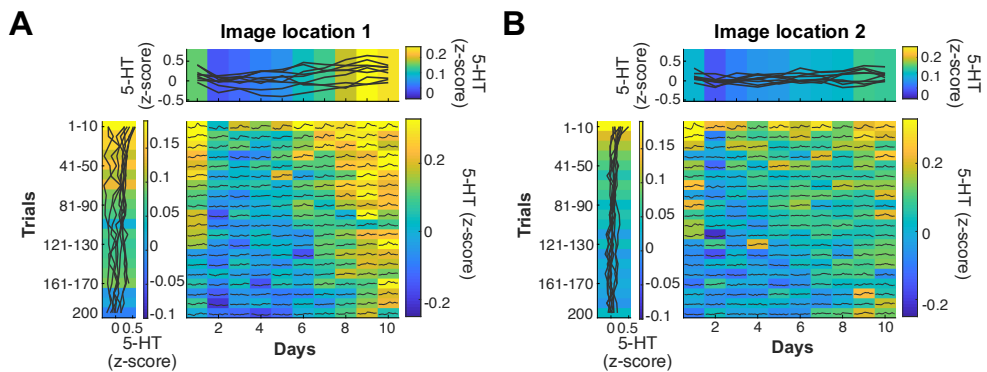 A
Image location 1
5-HT
(z-score)
0.5
0
-0.5
0.2
0.1
0
5-HT
(z-score)
Trials
1-10
41-50
81-90
121-130
161-170
200
0 0.5
5-HT
(z-score)
0.15
0.1
0.05
0
-0.05
-0.1
2 4 6 8 10
Days
0.2
0
-0.2
5-HT (z-score)
B
Image location 2
5-HT
(z-score)
0.5
0
-0.5
0.2
0.1
0
5-HT
(z-score)
Trials
1-10
41-50
81-90
121-130
161-170
200
0 0.5
5-HT
(z-score)
0.15
0.1
0.05
0
-0.05
-0.1
2 4 6 8 10
Days
0.2
0
-0.2
5-HT (z-score)